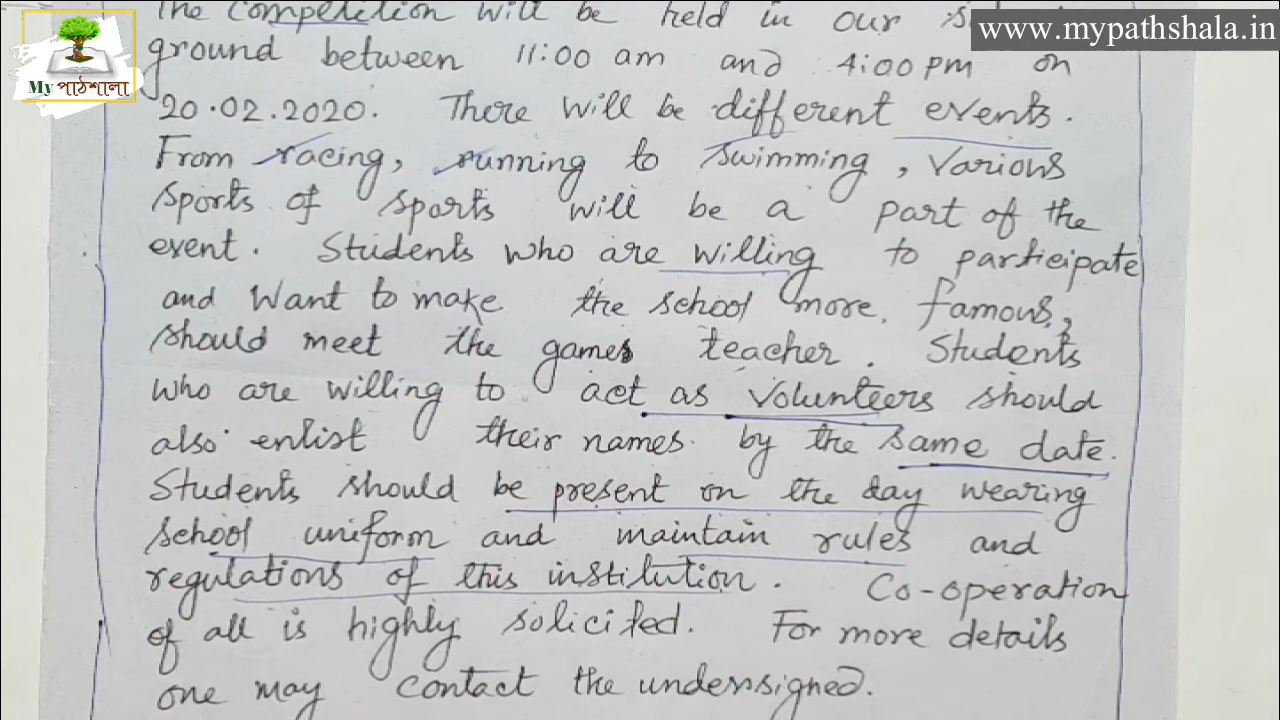 The Competition will be held in our
www.mypathshala.in
My পাঠশালা
ground between 11:00 am and 4:00 pm on
20.02.2020. There will be different events.
From racing, running to swimming, various
sports of sports will be a part of the
event. Students who are willing to participate
and want to make the school more famous,
should meet the games teacher. Students
who are willing to act as volunteers should
also enlist their names by the same date.
Students should be present on the day wearing
school uniform and maintain rules and
regulations of this institution. Co-operation
of all is highly solicited. For more details
one may contact the undersigned.